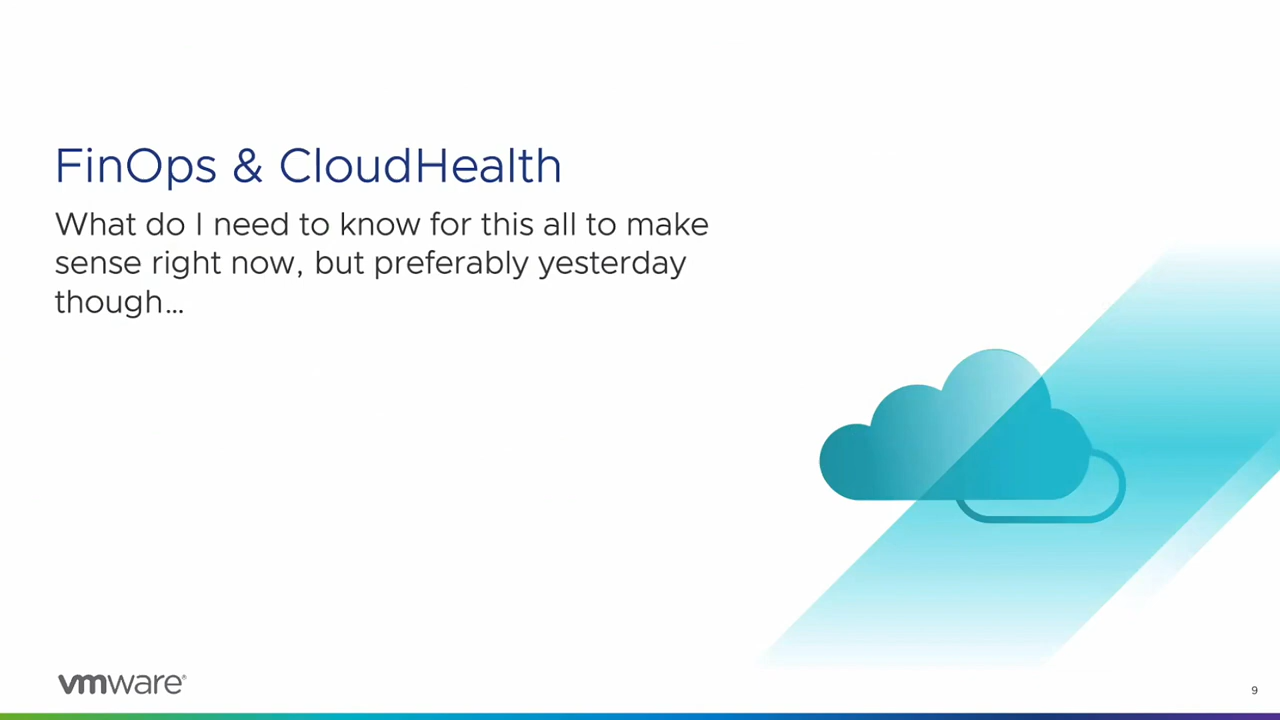 FinOps & CloudHealth
What do I need to know for this all to make
sense right now, but preferably yesterday
though...
vmware®
9